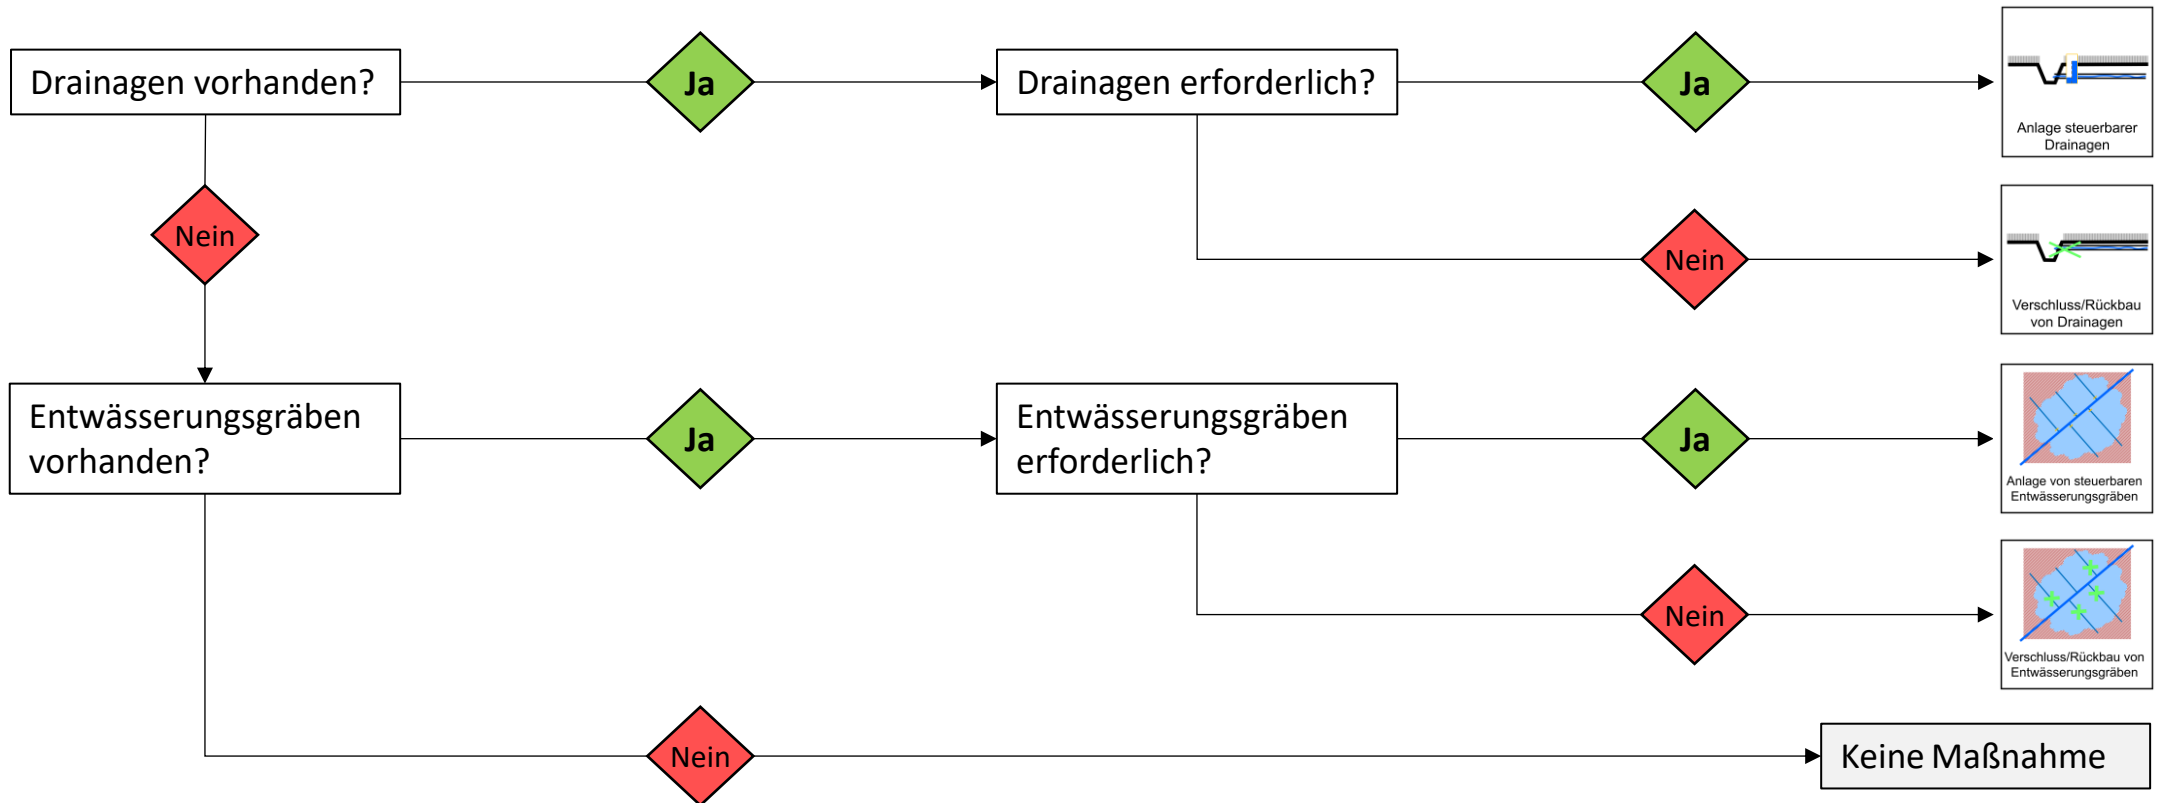 Drainagen vorhanden?
Ja
Drainagen erforderlich?
Ja
Anlage steuerbarer
Drainagen
Nein
Nein
Verschluss/Rückbau
von Drainagen
Entwässerungsgräben
vorhanden?
Ja
Entwässerungsgräben
erforderlich?
Ja
Anlage von steuerbaren
Entwässerungsgräben
Nein
Verschluss/Rückbau von
Entwässerungsgräben
Nein
Keine Maßnahme